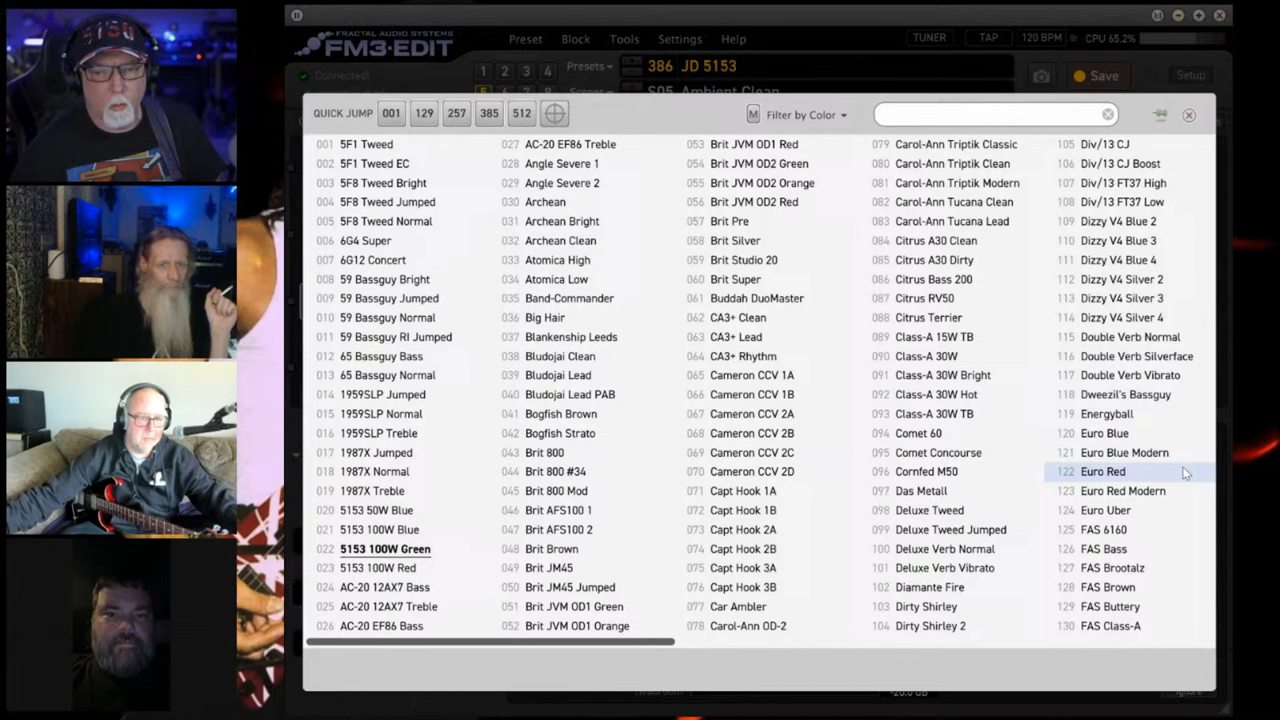 FRACTAL AUDIO SYSTEMS
FM3-EDIT
Preset Block Tools Settings Help
TUNER TAP 120 BPM CPU 65.2%
Connected!
1 2 3 4 Presets 386 JD 5153 Save Setup
S05 Ambient Clean
QUICK JUMP 001 129 257 385 512
M Filter by Color
001 5F1 Tweed
002 5F1 Tweed EC
003 5F8 Tweed Bright
004 5F8 Tweed Jumped
005 5F8 Tweed Normal
006 6G4 Super
007 6G12 Concert
008 59 Bassguy Bright
009 59 Bassguy Jumped
010 59 Bassguy Normal
011 59 Bassguy RI Jumped
012 65 Bassguy Bass
013 65 Bassguy Normal
014 1959SLP Jumped
015 1959SLP Normal
016 1959SLP Treble
017 1987X Jumped
018 1987X Normal
019 1987X Treble
020 5153 50W Blue
021 5153 100W Blue
022 5153 100W Green
023 5153 100W Red
024 AC-20 12AX7 Bass
025 AC-20 12AX7 Treble
026 AC-20 EF86 Bass
027 AC-20 EF86 Treble
028 Angle Severe 1
029 Angle Severe 2
030 Archean
031 Archean Bright
032 Archean Clean
033 Atomica High
034 Atomica Low
035 Band-Commander
036 Big Hair
037 Blankenship Leeds
038 Bludojai Clean
039 Bludojai Lead
040 Bludojai Lead PAB
041 Bogfish Brown
042 Bogfish Strato
043 Brit 800
044 Brit 800 #34
045 Brit 800 Mod
046 Brit AFS100 1
047 Brit AFS100 2
048 Brit Brown
049 Brit JM45
050 Brit JM45 Jumped
051 Brit JVM OD1 Green
052 Brit JVM OD1 Orange
053 Brit JVM OD1 Red
054 Brit JVM OD2 Green
055 Brit JVM OD2 Orange
056 Brit JVM OD2 Red
057 Brit Pre
058 Brit Silver
059 Brit Studio 20
060 Brit Super
061 Buddah DuoMaster
062 CA3+ Clean
063 CA3+ Lead
064 CA3+ Rhythm
065 Cameron CCV 1A
066 Cameron CCV 1B
067 Cameron CCV 2A
068 Cameron CCV 2B
069 Cameron CCV 2C
070 Cameron CCV 2D
071 Capt Hook 1A
072 Capt Hook 1B
073 Capt Hook 2A
074 Capt Hook 2B
075 Capt Hook 3A
076 Capt Hook 3B
077 Car Ambler
078 Carol-Ann OD-2
079 Carol-Ann Triptik Classic
080 Carol-Ann Triptik Clean
081 Carol-Ann Triptik Modern
082 Carol-Ann Tucana Clean
083 Carol-Ann Tucana Lead
084 Citrus A30 Clean
085 Citrus A30 Dirty
086 Citrus Bass 200
087 Citrus RV50
088 Citrus Terrier
089 Class-A 15W TB
090 Class-A 30W
091 Class-A 30W Bright
092 Class-A 30W Hot
093 Class-A 30W TB
094 Comet 60
095 Comet Concourse
096 Cornfed M50
097 Das Metall
098 Deluxe Tweed
099 Deluxe Tweed Jumped
100 Deluxe Verb Normal
101 Deluxe Verb Vibrato
102 Diamante Fire
103 Dirty Shirley
104 Dirty Shirley 2
105 Div/13 CJ
106 Div/13 CJ Boost
107 Div/13 FT37 High
108 Div/13 FT37 Low
109 Dizzy V4 Blue 2
110 Dizzy V4 Blue 3
111 Dizzy V4 Blue 4
112 Dizzy V4 Silver 2
113 Dizzy V4 Silver 3
114 Dizzy V4 Silver 4
115 Double Verb Normal
116 Double Verb Silverface
117 Double Verb Vibrato
118 Dweezil's Bassguy
119 Energyball
120 Euro Blue
121 Euro Blue Modern
122 Euro Red
123 Euro Red Modern
124 Euro Uber
125 FAS 6160
126 FAS Bass
127 FAS Brootalz
128 FAS Brown
129 FAS Buttery
130 FAS Class-A
-20.0 dB